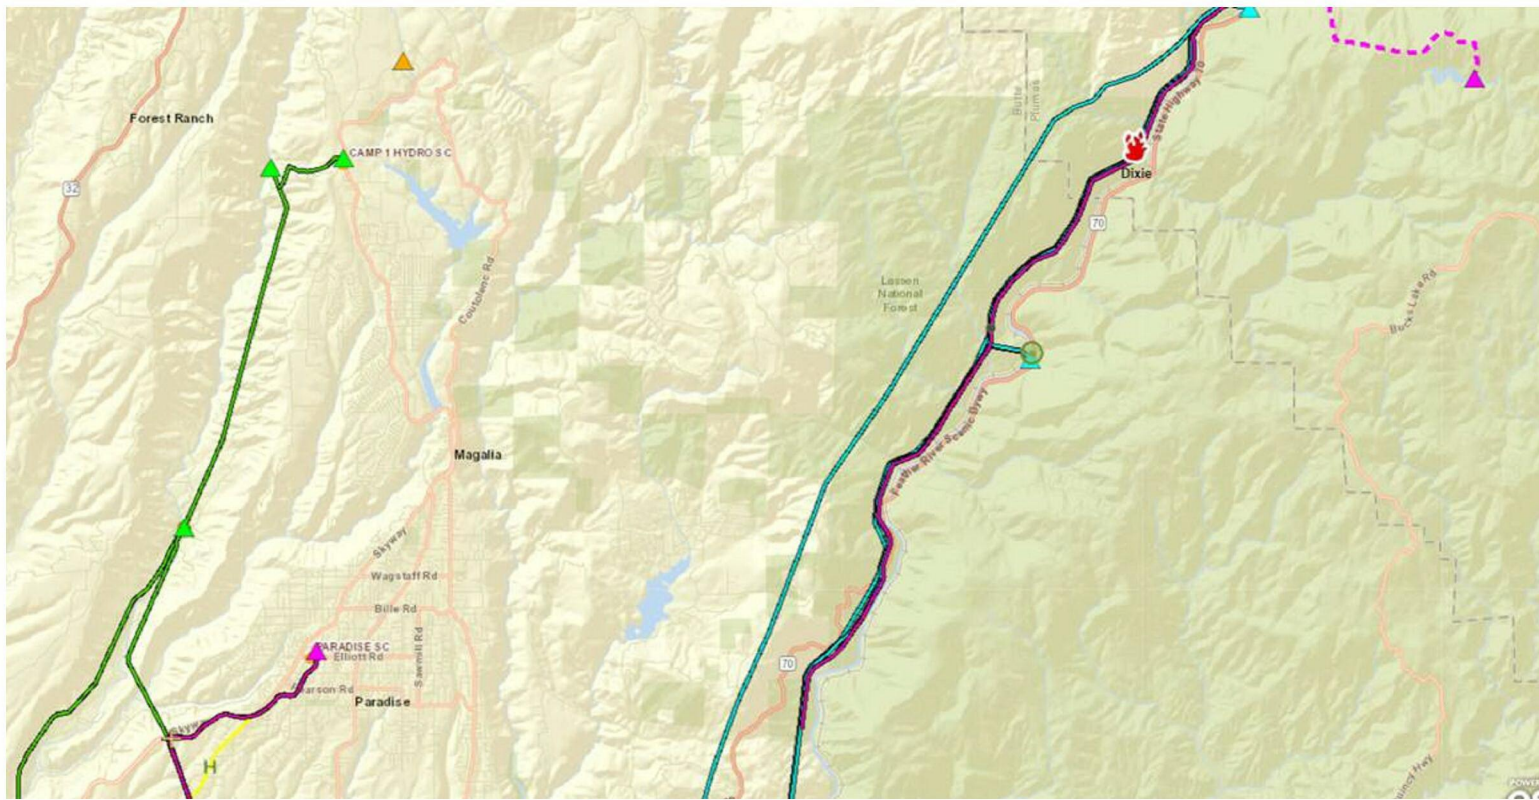 Forest Ranch
CAMP 1 HYDRO SC
32
Coutolenc Rd
Butte
Plumas
State Highway 70
Dixie
70
Lassen
National
Forest
Bucks Lake Rd
Feather River Scenic Bywy
Magalia
Skyway
Wagstaff Rd
Bille Rd
Sawmill Rd
PARADISE SC
Elliott Rd
Pearson Rd
Paradise
Skyway
70
H